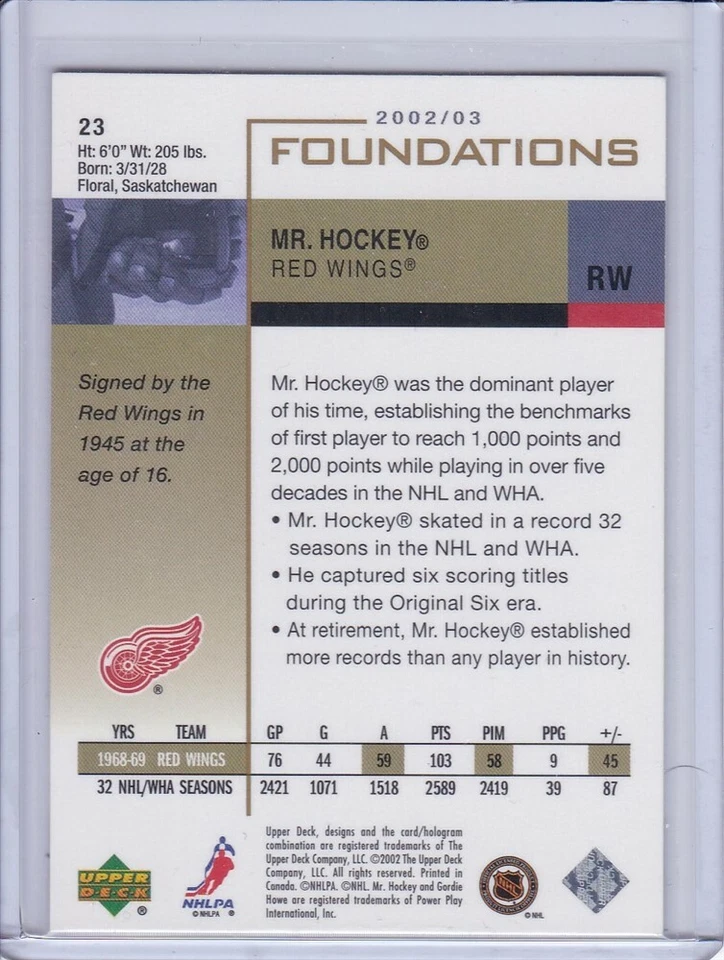 23
Ht: 6'0" Wt: 205 lbs.
Born: 3/31/28
Floral, Saskatchewan
2002/03
FOUNDATIONS
MR. HOCKEY®
RED WINGS®
RW
Signed by the
Red Wings in
1945 at the
age of 16.
Mr. Hockey® was the dominant player
of his time, establishing the benchmarks
of first player to reach 1,000 points and
2,000 points while playing in over five
decades in the NHL and WHA.
• Mr. Hockey® skated in a record 32
seasons in the NHL and WHA.
• He captured six scoring titles
during the Original Six era.
• At retirement, Mr. Hockey® established
more records than any player in history.
®
YRS TEAM GP G A PTS PIM PPG +/-
1968-69 RED WINGS 76 44 59 103 58 9 45
32 NHL/WHA SEASONS 2421 1071 1518 2589 2419 39 87
UPPER
DECK
®
NHLPA
© NHLPA ®
Upper Deck, designs and the card/hologram
combination are registered trademarks of The
Upper Deck Company, LLC. ©2002 The Upper Deck
Company, LLC. All rights reserved. Printed in
Canada. ©NHLPA. ©NHL. Mr. Hockey and Gordie
Howe are registered trademarks of Power Play
International, Inc.
NHL
© NHL